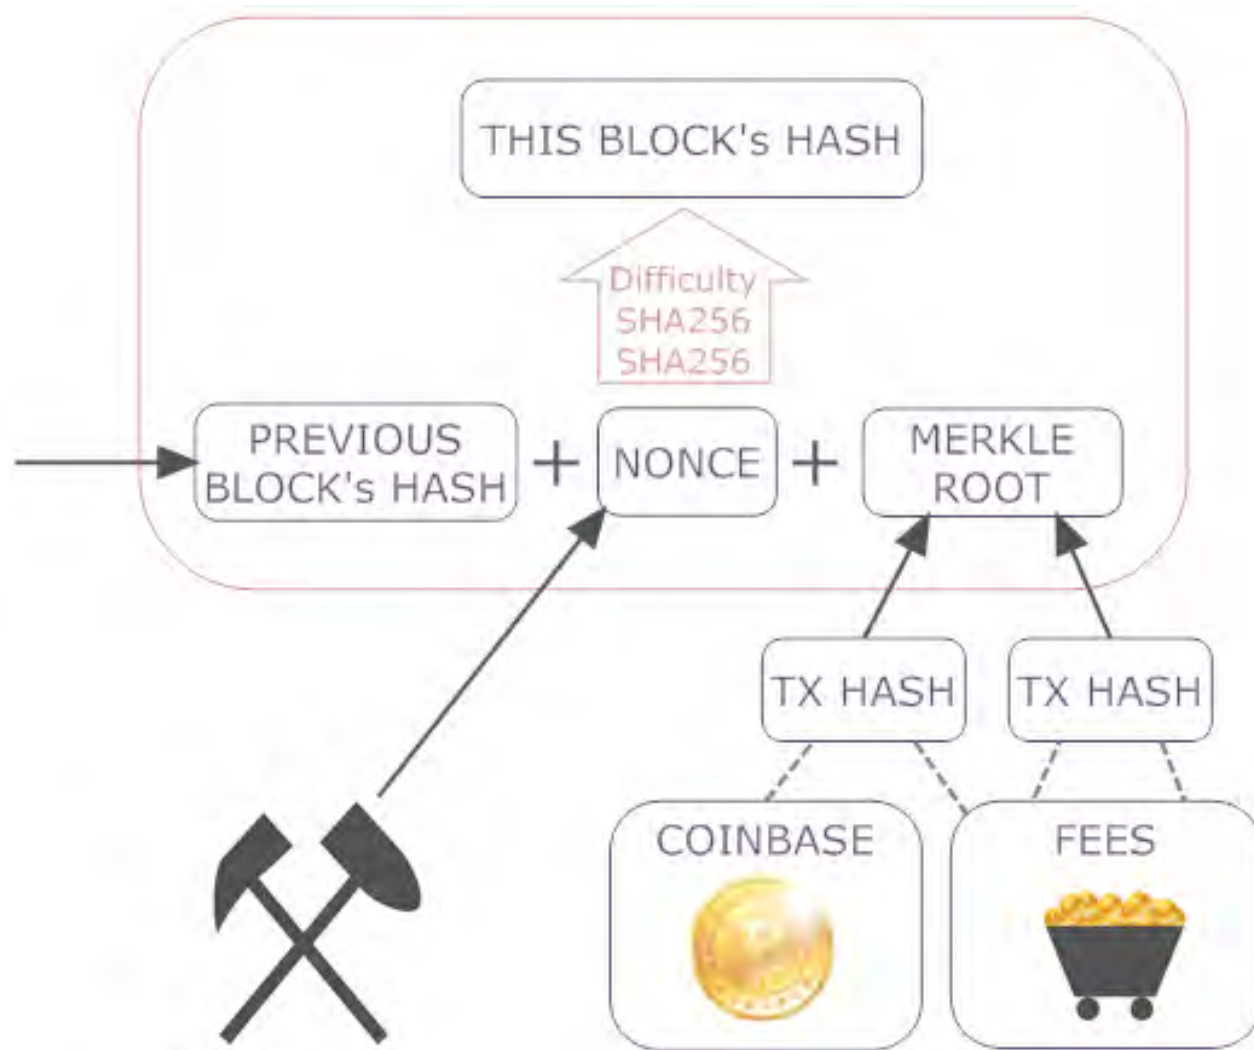 THIS BLOCK's HASH
Difficulty
SHA256
SHA256
PREVIOUS
BLOCK's HASH
+
NONCE
+
MERKLE
ROOT
TX HASH
TX HASH
COINBASE
FEES